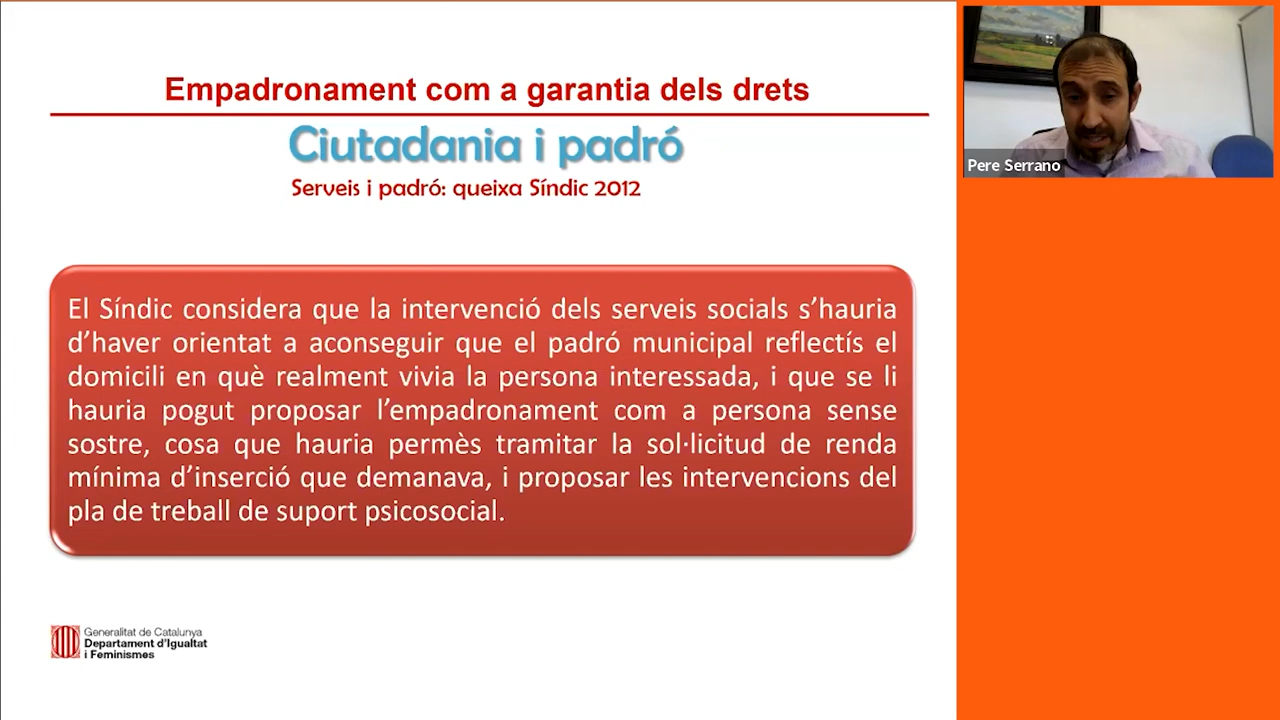 Empadronament com a garantia dels drets
Ciutadania i padró
Serveis i padró: queixa Síndic 2012
El Síndic considera que la intervenció dels serveis socials s’hauria
d’haver orientat a aconseguir que el padró municipal reflectís el
domicili en què realment vivia la persona interessada, i que se li
hauria pogut proposar l’empadronament com a persona sense
sostre, cosa que hauria permès tramitar la sol·licitud de renda
mínima d’inserció que demanava, i proposar les intervencions del
pla de treball de suport psicosocial.
Generalitat de Catalunya
Departament d’Igualtat
i Feminismes
Pere Serrano